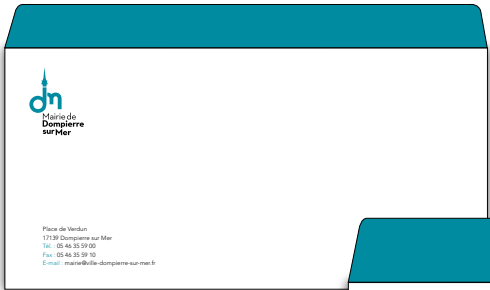 dm
Mairie de
Dompierre
sur Mer
Place de Verdun
17139 Dompierre sur Mer
Tél. : 05 46 35 59 00
Fax : 05 46 35 59 10
E-mail : mairie@ville-dompierre-sur-mer.fr